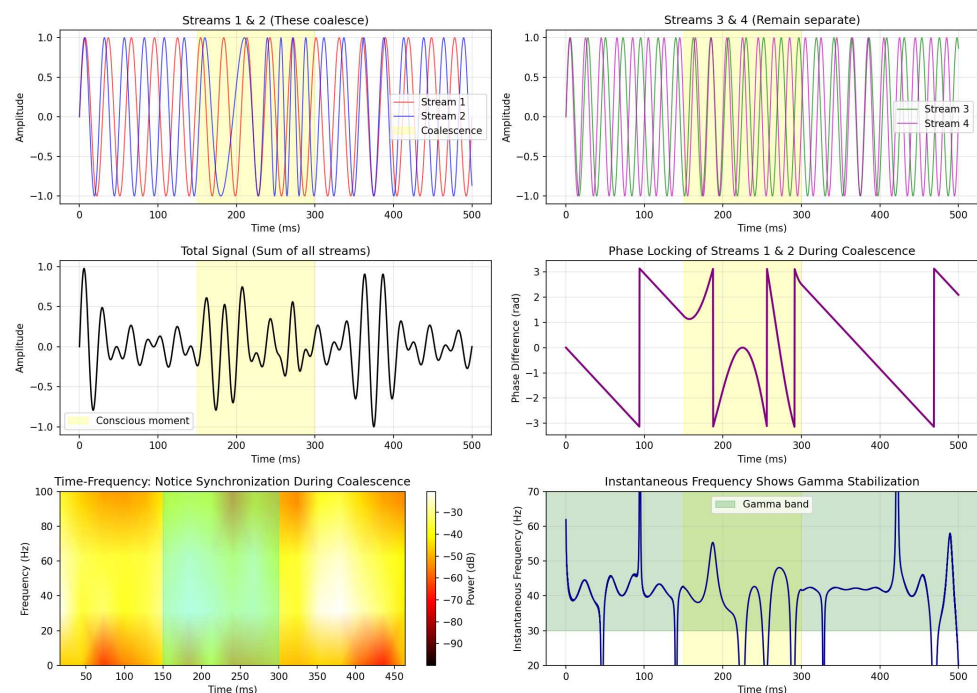 Streams 1 & 2 (These coalesce)
1.0
0.5
0.0
−0.5
−1.0
Amplitude
Stream 1
Stream 2
Coalescence
0 100 200 300 400 500
Time (ms)
Streams 3 & 4 (Remain separate)
1.0
0.5
0.0
−0.5
−1.0
Amplitude
Stream 3
Stream 4
0 100 200 300 400 500
Time (ms)
Total Signal (Sum of all streams)
1.0
0.5
0.0
−0.5
−1.0
Amplitude
Conscious moment
0 100 200 300 400 500
Time (ms)
Phase Locking of Streams 1 & 2 During Coalescence
3
2
1
0
−1
−2
−3
Phase Difference (rad)
0 100 200 300 400 500
Time (ms)
Time-Frequency: Notice Synchronization During Coalescence
100
80
60
40
20
0
Frequency (Hz)
50 100 150 200 250 300 350 400 450
Time (ms)
−30
−40
−50
−60
−70
−80
−90
Power (dB)
Instantaneous Frequency Shows Gamma Stabilization
70
60
50
40
30
20
Instantaneous Frequency (Hz)
Gamma band
0 100 200 300 400 500
Time (ms)